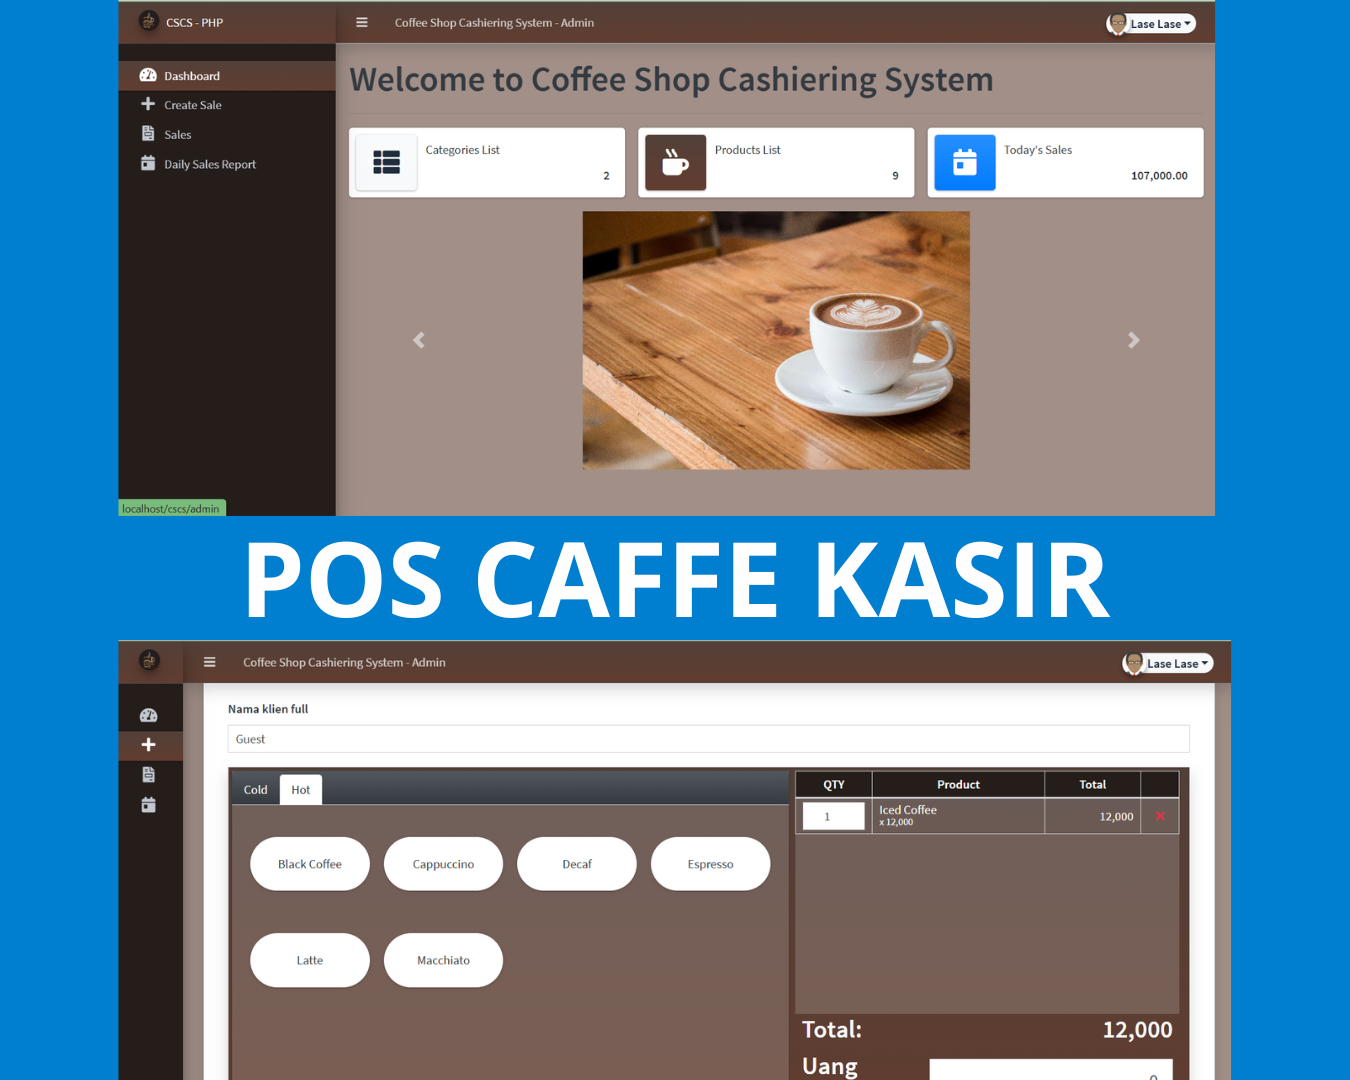 CSCS - PHP
Coffee Shop Cashiering System - Admin
Lase Lase
Dashboard
Create Sale
Sales
Daily Sales Report
Welcome to Coffee Shop Cashiering System
Categories List
2
Products List
9
Today's Sales
107,000.00
localhost/cscs/admin
POS CAFFE KASIR
Coffee Shop Cashiering System - Admin
Lase Lase
Nama klien full
Guest
Cold
Hot
Black Coffee
Cappuccino
Decaf
Espresso
Latte
Macchiato
QTY
Product
Total
1
Iced Coffee
x 12,000
12,000
Total:
12,000
Uang